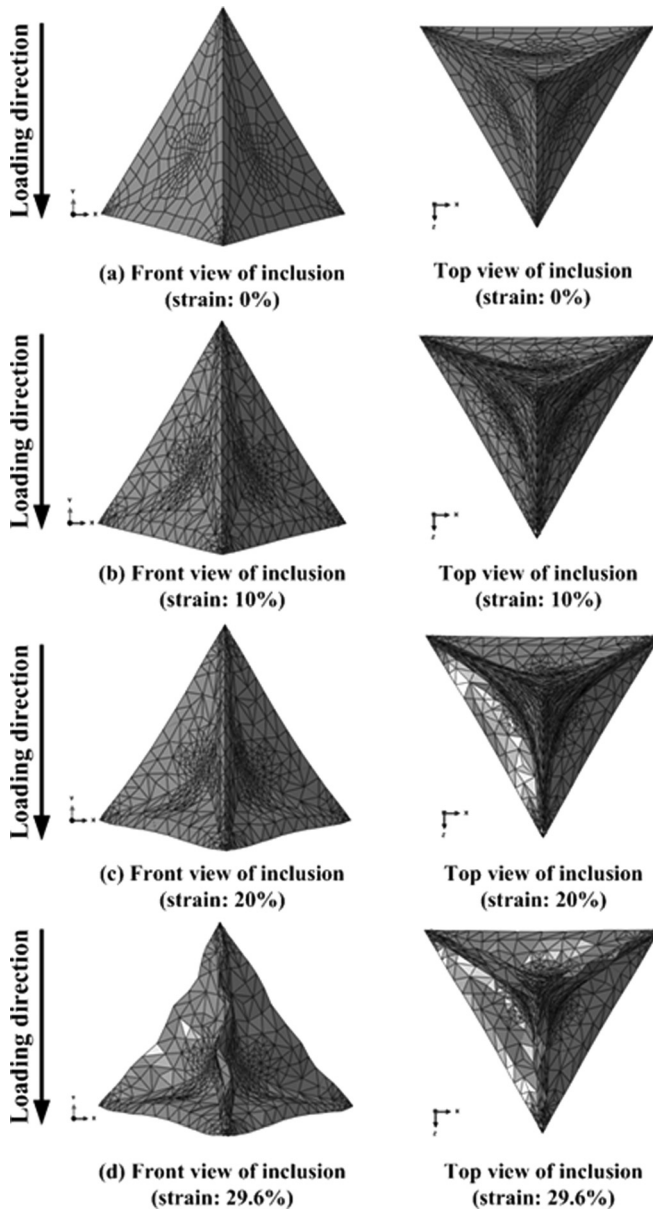 Loading direction
Y
X
X
Z
(a) Front view of inclusion
(strain: 0%)
Top view of inclusion
(strain: 0%)
Loading direction
Y
X
X
Z
(b) Front view of inclusion
(strain: 10%)
Top view of inclusion
(strain: 10%)
Loading direction
Y
X
X
Z
(c) Front view of inclusion
(strain: 20%)
Top view of inclusion
(strain: 20%)
Loading direction
Y
X
X
Z
(d) Front view of inclusion
(strain: 29.6%)
Top view of inclusion
(strain: 29.6%)